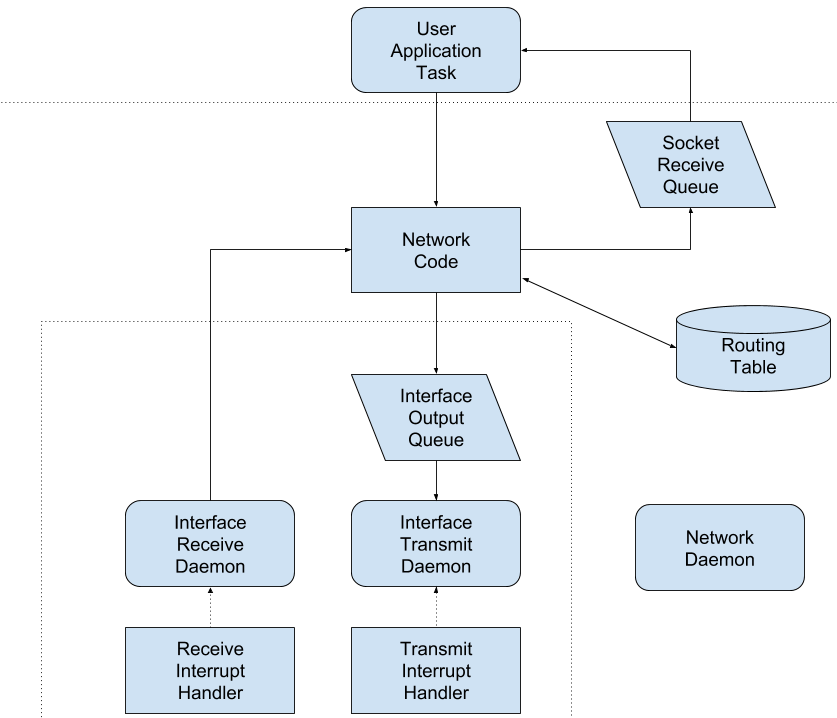 User
Application
Task
Socket
Receive
Queue
Network
Code
Routing
Table
Interface
Output
Queue
Interface
Receive
Daemon
Interface
Transmit
Daemon
Network
Daemon
Receive
Interrupt
Handler
Transmit
Interrupt
Handler